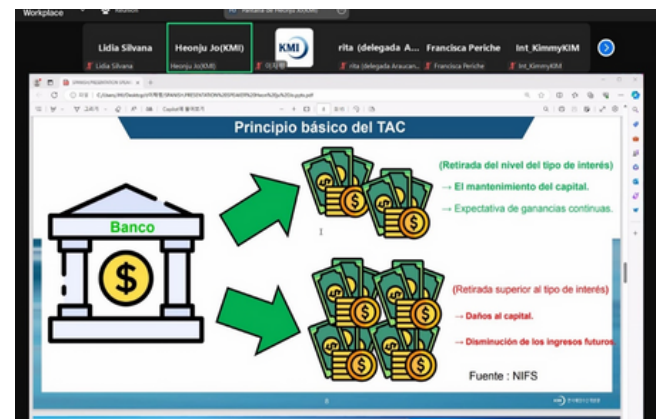 Workplace
Lidia Silvana
Heonju Jo(KMI)
KMI
rita (delegada A...
Francisca Periche
Int_KimmyKIM
Lidia Silvana
Heonju Jo(KMI)
rita (delegada Araucan...
Francisca Periche
Int_KimmyKIM
Principio básico del TAC
Banco
(Retirada del nivel del tipo de interés)
→ El mantenimiento del capital.
→ Expectativa de ganancias continuas.
(Retirada superior al tipo de interés)
→ Daños al capital.
→ Disminución de los ingresos futuros.
Fuente : NIFS